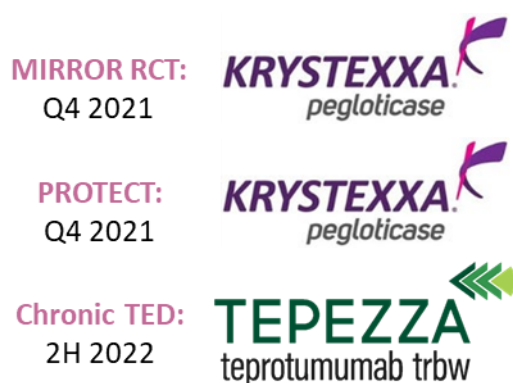 MIRROR RCT:
Q4 2021
KRYSTEXXA.
pegloticase
PROTECT:
Q4 2021
KRYSTEXXA.
pegloticase
Chronic TED:
2H 2022
TEPEZZA
teprotumumab trbw